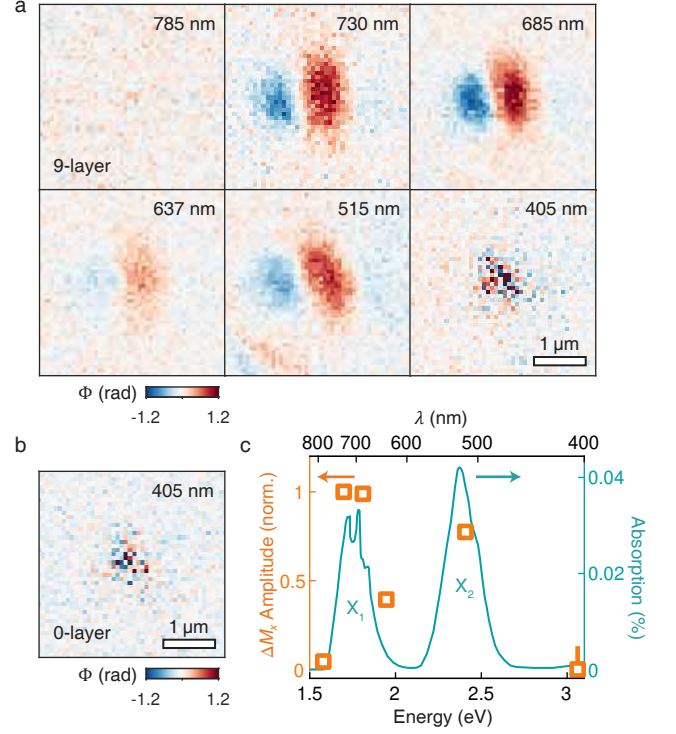 a
785 nm
730 nm
685 nm
9-layer
637 nm
515 nm
405 nm
1 µm
Φ (rad)
-1.2 1.2
b
405 nm
0-layer
1 µm
Φ (rad)
-1.2 1.2
c
λ (nm)
800 700 600 500 400
ΔMₓ Amplitude (norm.)
1
0.5
0
X₁
X₂
0.04
0.02
0
Absorption (%)
1.5 2 2.5 3
Energy (eV)